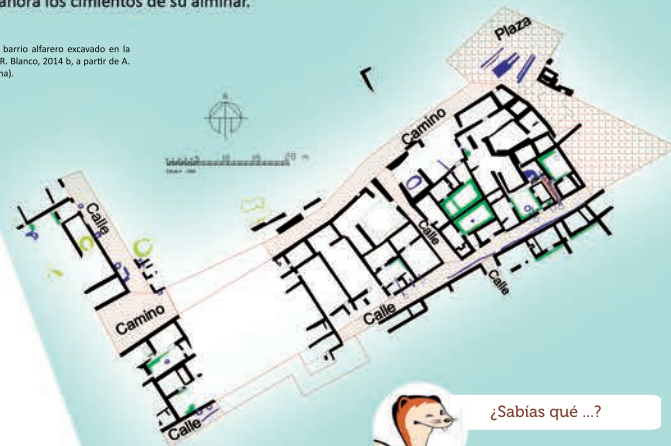 ahora los cimientos de su alminar.
barrio alfarero excavado en la
R. Blanco, 2014 b, a partir de A.
na).
Plaza
Camino
Calle
Calle
Calle
Calle
Camino
Calle
¿Sabías qué ...?